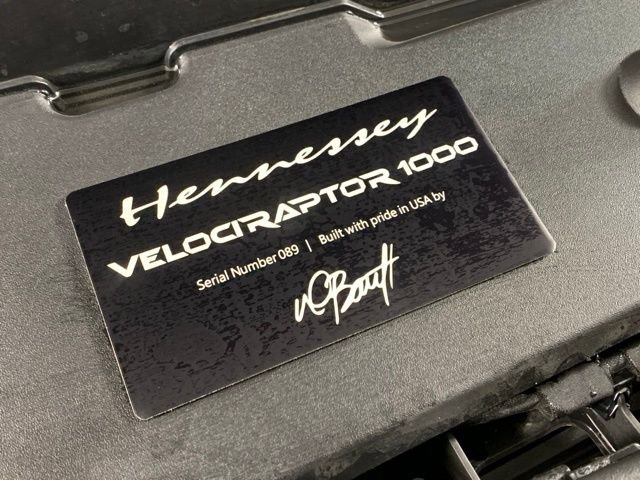 Hennessey
VELOCIRAPTOR 1000
Serial Number 089 | Built with pride in USA by